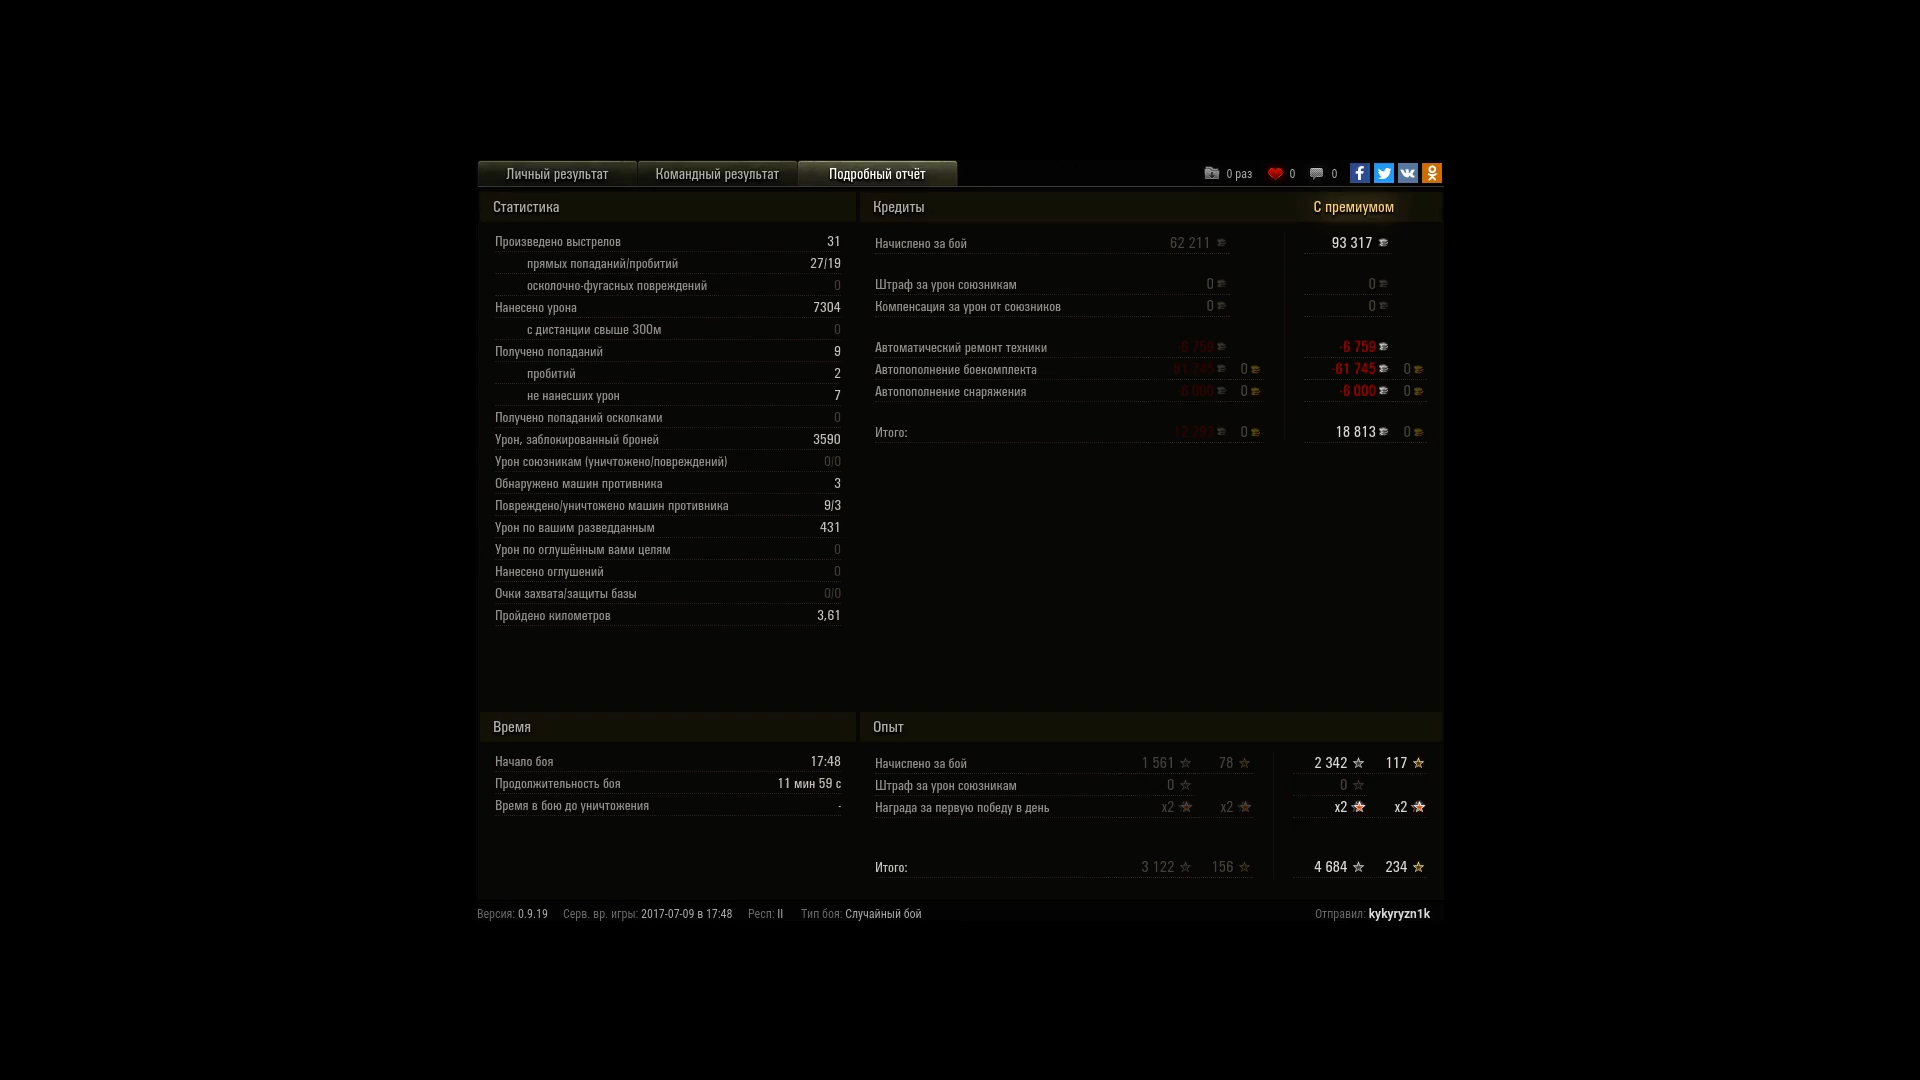 Личный результат Командный результат Подробный отчёт 0 раз 0 0
Статистика
Произведено выстрелов 31
прямых попаданий/пробитий 27/19
осколочно-фугасных повреждений 0
Нанесено урона 7304
с дистанции свыше 300м 0
Получено попаданий 9
пробитий 2
не нанесших урон 7
Получено попаданий осколками 0
Урон, заблокированный броней 3590
Урон союзникам (уничтожено/повреждений) 0/0
Обнаружено машин противника 3
Повреждено/уничтожено машин противника 9/3
Урон по вашим разведданным 431
Урон по оглушённым вами целям 0
Нанесено оглушений 0
Очки захвата/защиты базы 0/0
Пройдено километров 3,61
Кредиты С премиумом
Начислено за бой 62 211 93 317
Штраф за урон союзникам 0 0
Компенсация за урон от союзников 0 0
Автоматический ремонт техники -6 759 -6 759
Автопополнение боекомплекта -61 745 0 -61 745 0
Автопополнение снаряжения -6 000 0 -6 000 0
Итого: -12 293 0 18 813 0
Время
Начало боя 17:48
Продолжительность боя 11 мин 59 с
Время в бою до уничтожения -
Опыт
Начислено за бой 1 561 78 2 342 117
Штраф за урон союзникам 0 0
Награда за первую победу в день x2 x2 x2 x2
Итого: 3 122 156 4 684 234
Версия: 0.9.19 Серв. вр. игры: 2017-07-09 в 17:48 Респ: II Тип боя: Случайный бой Отправил: kykyryzn1k